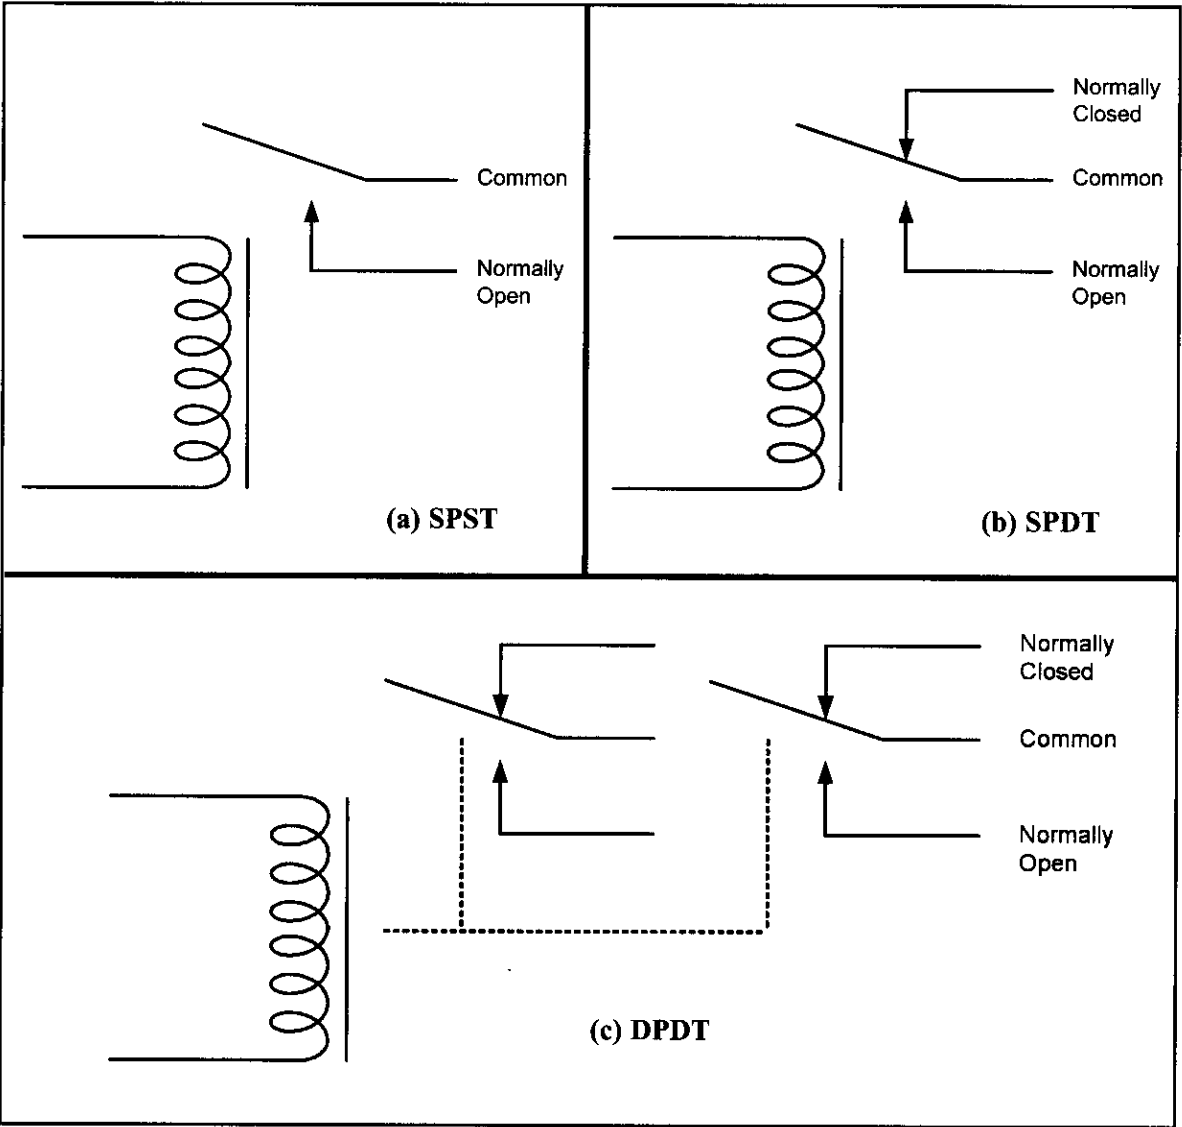 Common
Normally
Open
(a) SPST
Normally
Closed
Common
Normally
Open
(b) SPDT
Normally
Closed
Common
Normally
Open
(c) DPDT